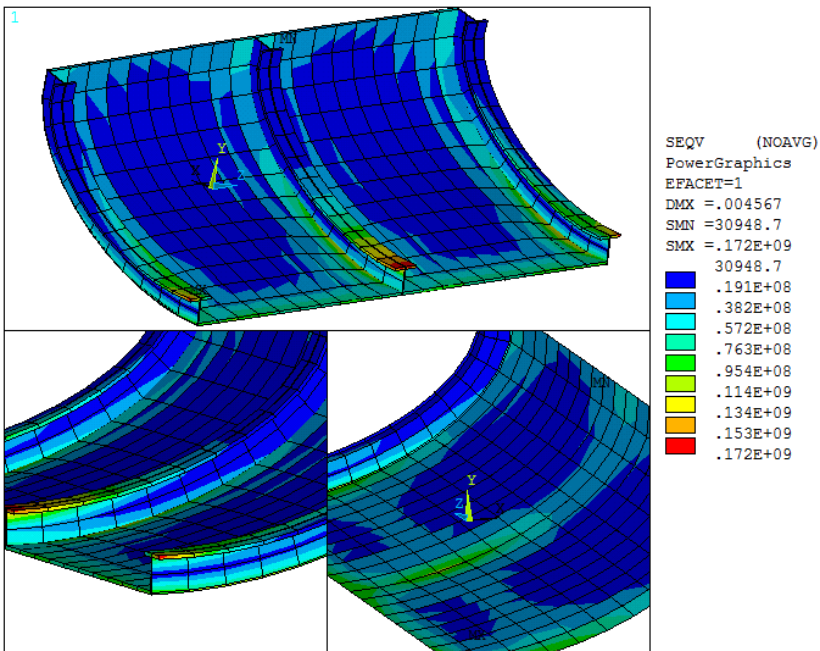 1
MN
Y
X
Z
MX
SEQV (NOAVG)
PowerGraphics
EFACET=1
DMX =.004567
SMN =30948.7
SMX =.172E+09
30948.7
.191E+08
.382E+08
.572E+08
.763E+08
.954E+08
.114E+09
.134E+09
.153E+09
.172E+09
MN
Y
Z
X